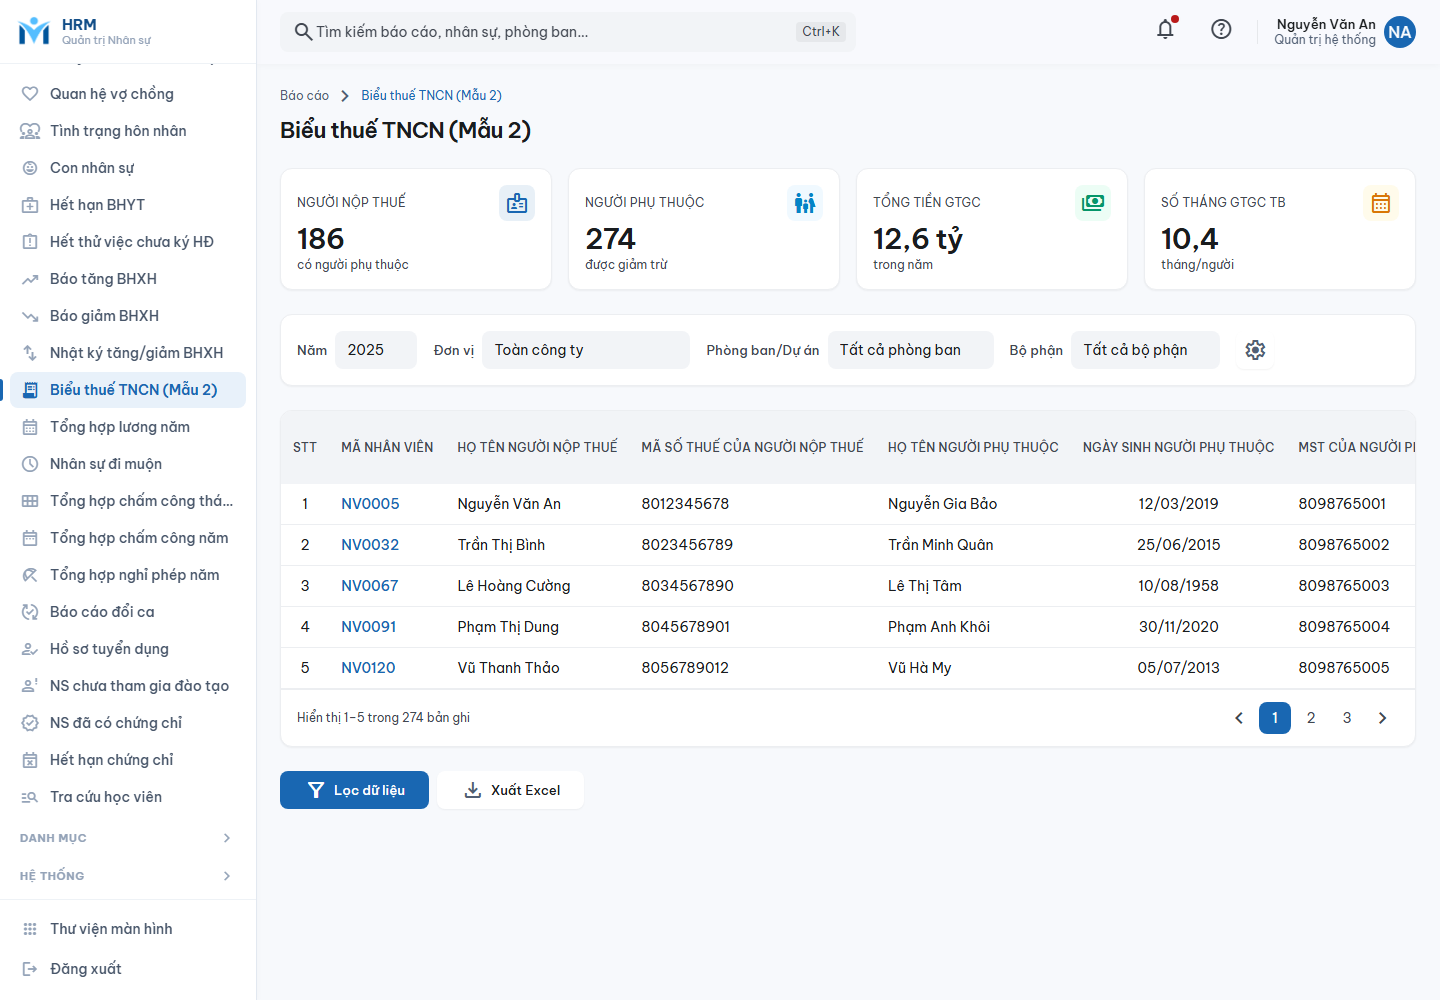 HRM
Quản trị Nhân sự
Quan hệ vợ chồng
Tình trạng hôn nhân
Con nhân sự
Hết hạn BHYT
Hết thử việc chưa ký HĐ
Báo tăng BHXH
Báo giảm BHXH
Nhật ký tăng/giảm BHXH
Biểu thuế TNCN (Mẫu 2)
Tổng hợp lương năm
Nhân sự đi muộn
Tổng hợp chấm công thá...
Tổng hợp chấm công năm
Tổng hợp nghỉ phép năm
Báo cáo đổi ca
Hồ sơ tuyển dụng
NS chưa tham gia đào tạo
NS đã có chứng chỉ
Hết hạn chứng chỉ
Tra cứu học viên
DANH MỤC
HỆ THỐNG
Thư viện màn hình
Đăng xuất
Tìm kiếm báo cáo, nhân sự, phòng ban... Ctrl+K
Nguyễn Văn An
Quản trị hệ thống
NA
Báo cáo Biểu thuế TNCN (Mẫu 2)
Biểu thuế TNCN (Mẫu 2)
NGƯỜI NỘP THUẾ
186
có người phụ thuộc
NGƯỜI PHỤ THUỘC
274
được giảm trừ
TỔNG TIỀN GTGC
12,6 tỷ
trong năm
SỐ THÁNG GTGC TB
10,4
tháng/người
Năm 2025 Đơn vị Toàn công ty Phòng ban/Dự án Tất cả phòng ban Bộ phận Tất cả bộ phận
STT MÃ NHÂN VIÊN HỌ TÊN NGƯỜI NỘP THUẾ MÃ SỐ THUẾ CỦA NGƯỜI NỘP THUẾ HỌ TÊN NGƯỜI PHỤ THUỘC NGÀY SINH NGƯỜI PHỤ THUỘC MST CỦA NGƯỜI
1 NV0005 Nguyễn Văn An 8012345678 Nguyễn Gia Bảo 12/03/2019 8098765001
2 NV0032 Trần Thị Bình 8023456789 Trần Minh Quân 25/06/2015 8098765002
3 NV0067 Lê Hoàng Cường 8034567890 Lê Thị Tâm 10/08/1958 8098765003
4 NV0091 Phạm Thị Dung 8045678901 Phạm Anh Khôi 30/11/2020 8098765004
5 NV0120 Vũ Thanh Thảo 8056789012 Vũ Hà My 05/07/2013 8098765005
Hiển thị 1–5 trong 274 bản ghi
1 2 3
Lọc dữ liệu
Xuất Excel